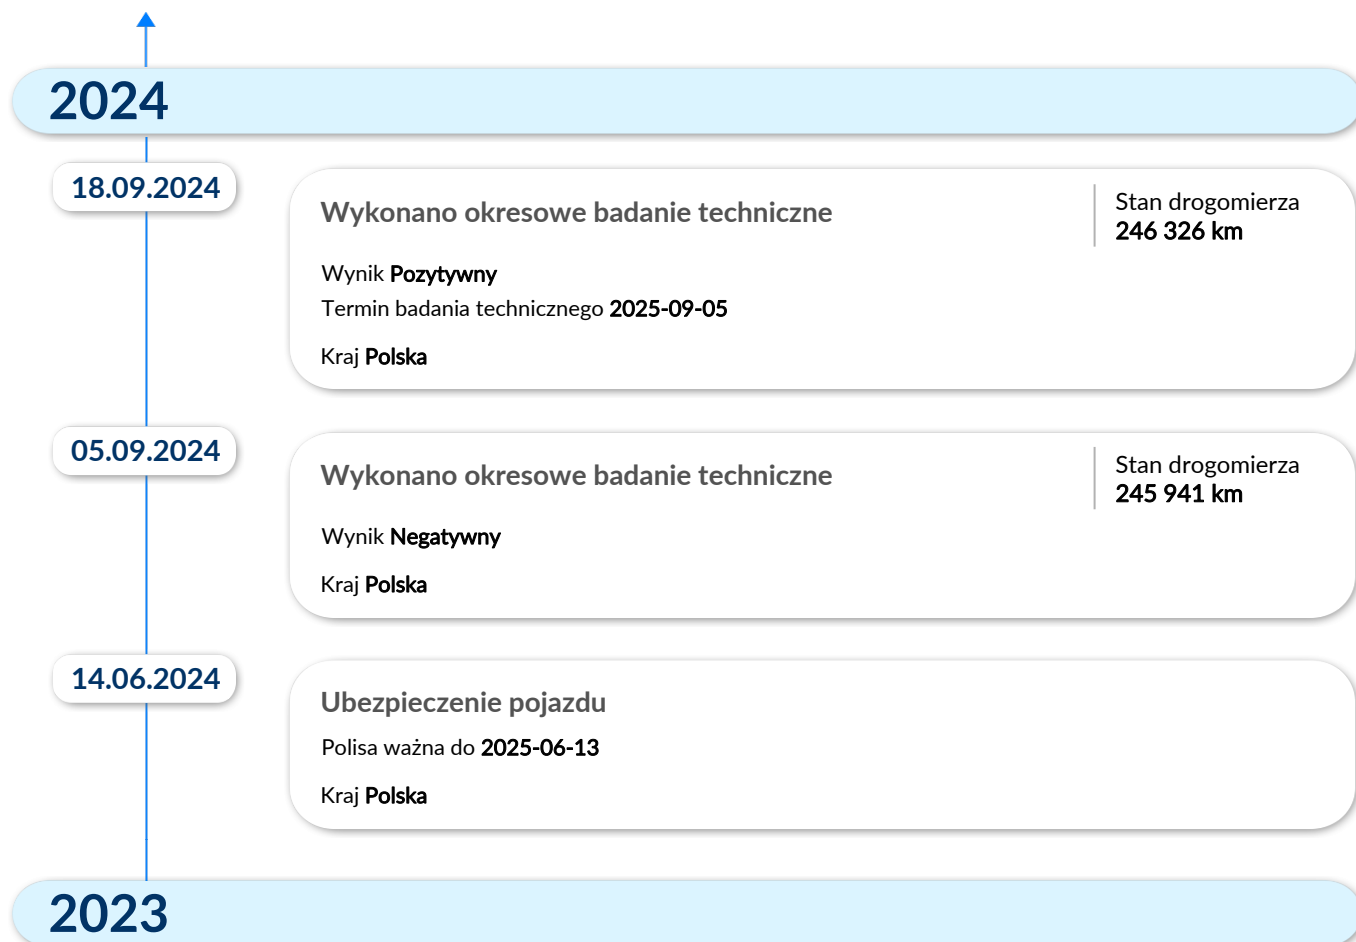 2024
18.09.2024
Wykonano okresowe badanie techniczne
Stan drogomierza
246 326 km
Wynik Pozytywny
Termin badania technicznego 2025-09-05
Kraj Polska
05.09.2024
Wykonano okresowe badanie techniczne
Stan drogomierza
245 941 km
Wynik Negatywny
Kraj Polska
14.06.2024
Ubezpieczenie pojazdu
Polisa ważna do 2025-06-13
Kraj Polska
2023